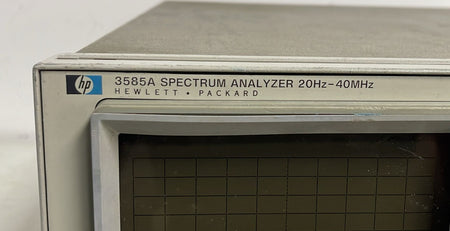 hp 3585A SPECTRUM ANALYZER 20Hz-40MHz
HEWLETT • PACKARD